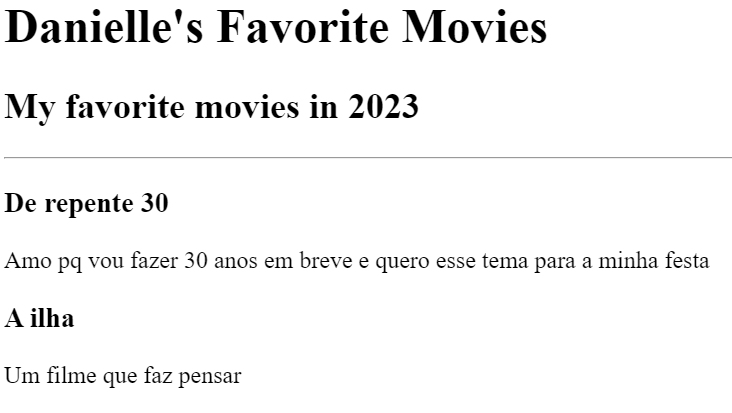 Danielle's Favorite Movies
My favorite movies in 2023
De repente 30
Amo pq vou fazer 30 anos em breve e quero esse tema para a minha festa
A ilha
Um filme que faz pensar